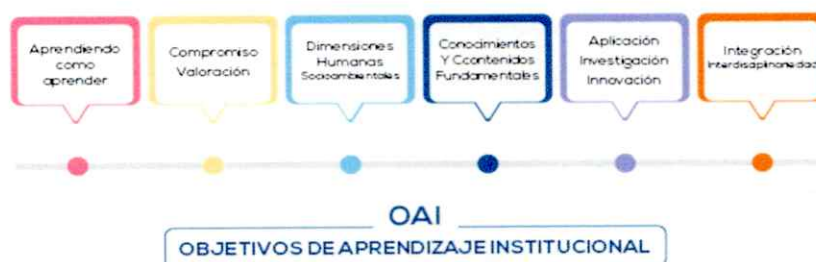 Aprendiendo
como
aprender
Compromiso
Valoración
Dimensiones
Humanas
Socioambientales
Conocimientos
Y Ccontenidos
Fundamentales
Aplicación
Investigación
Innovación
Integración
Interdisaplinariedad
OAI
OBJETIVOS DE APRENDIZAJE INSTITUCIONAL